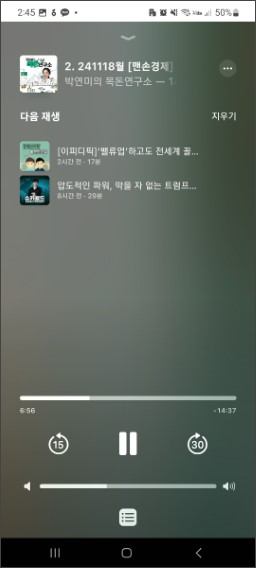 2:45
50%
2. 241118월 [맨손경제]
박연미의 목돈연구소 — 1
다음 재생
지우기
[이피디픽]'밸류업'하고도 전세계 꼴...
2시간 전 · 17분
압도적인 파워, 막을 자 없는 트럼프...
8시간 전 · 29분
6:56
-14:37
15
30